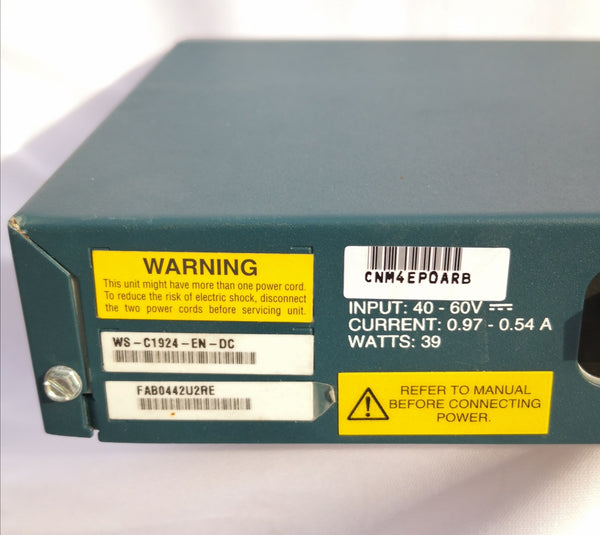 WARNING
This unit might have more than one power cord.
To reduce the risk of electric shock, disconnect
the two power cords before servicing unit.
WS-C1924-EN-DC
FAB0442U2RE
CNM4EP0ARB
INPUT: 40 - 60V ⎓
CURRENT: 0.97 - 0.54 A
WATTS: 39
REFER TO MANUAL
BEFORE CONNECTING
POWER.